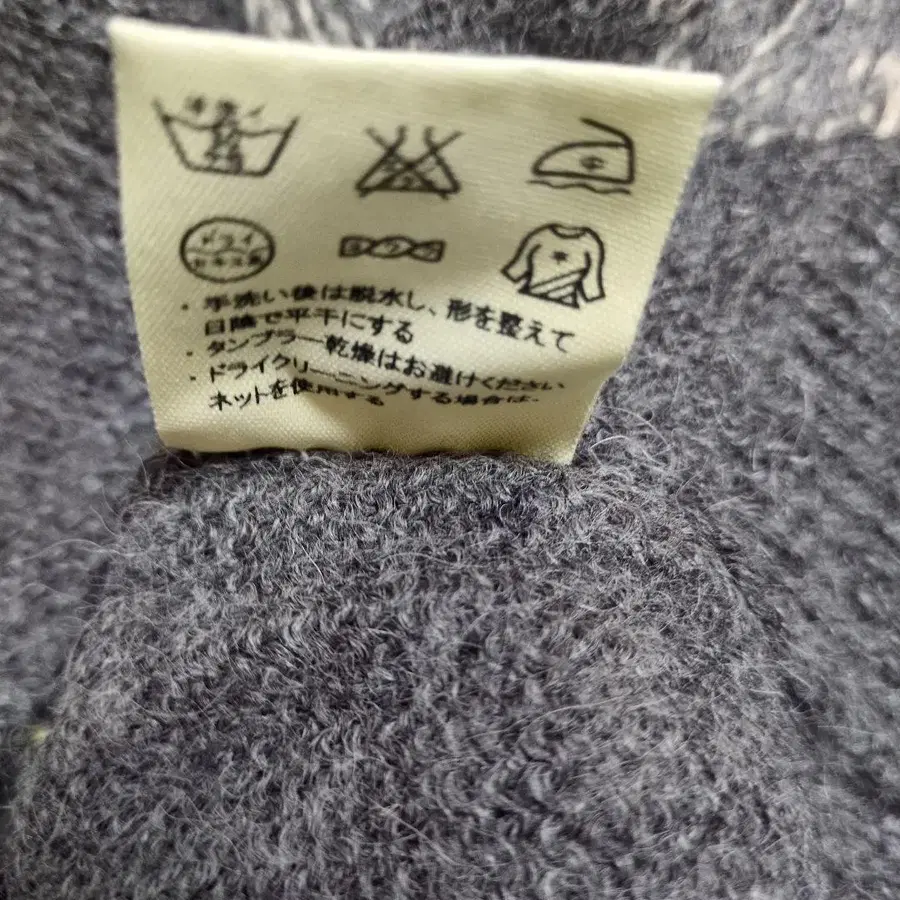 手洗イ
中
ドライ
セキユ系
平
・手洗い後は脱水し、形を整えて
日陰で平干にする
・タンブラー乾燥はお避けください
・ドライクリーニングする場合は、
ネットを使用する